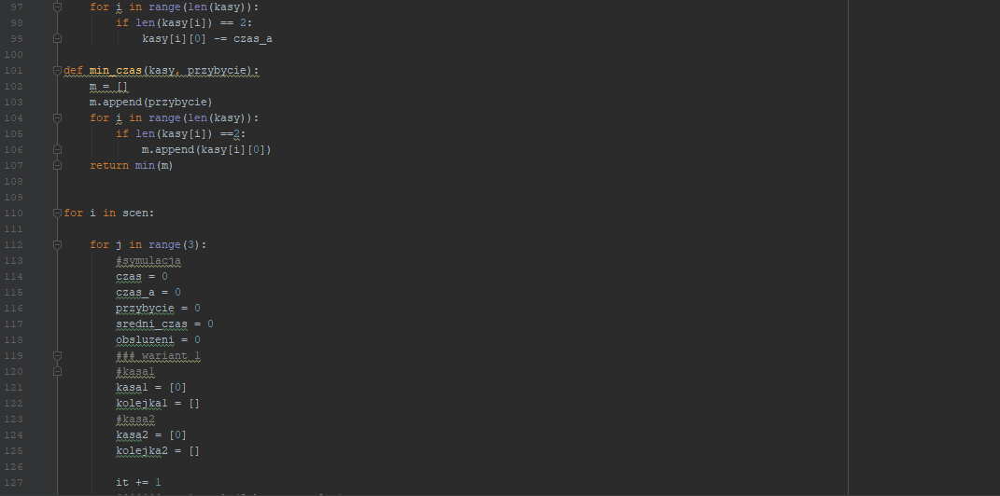 97 for i in range(len(kasy)):
98 if len(kasy[i]) == 2:
99 kasy[i][0] -= czas_a
100
101 def min_czas(kasy, przybycie):
102 m = []
103 m.append(przybycie)
104 for i in range(len(kasy)):
105 if len(kasy[i]) ==2:
106 m.append(kasy[i][0])
107 return min(m)
108
109
110 for i in scen:
111
112 for j in range(3):
113 #symulacja
114 czas = 0
115 czas_a = 0
116 przybycie = 0
117 sredni_czas = 0
118 obsluzeni = 0
119 ### wariant 1
120 #kasa1
121 kasa1 = [0]
122 kolejka1 = []
123 #kasa2
124 kasa2 = [0]
125 kolejka2 = []
126
127 it += 1